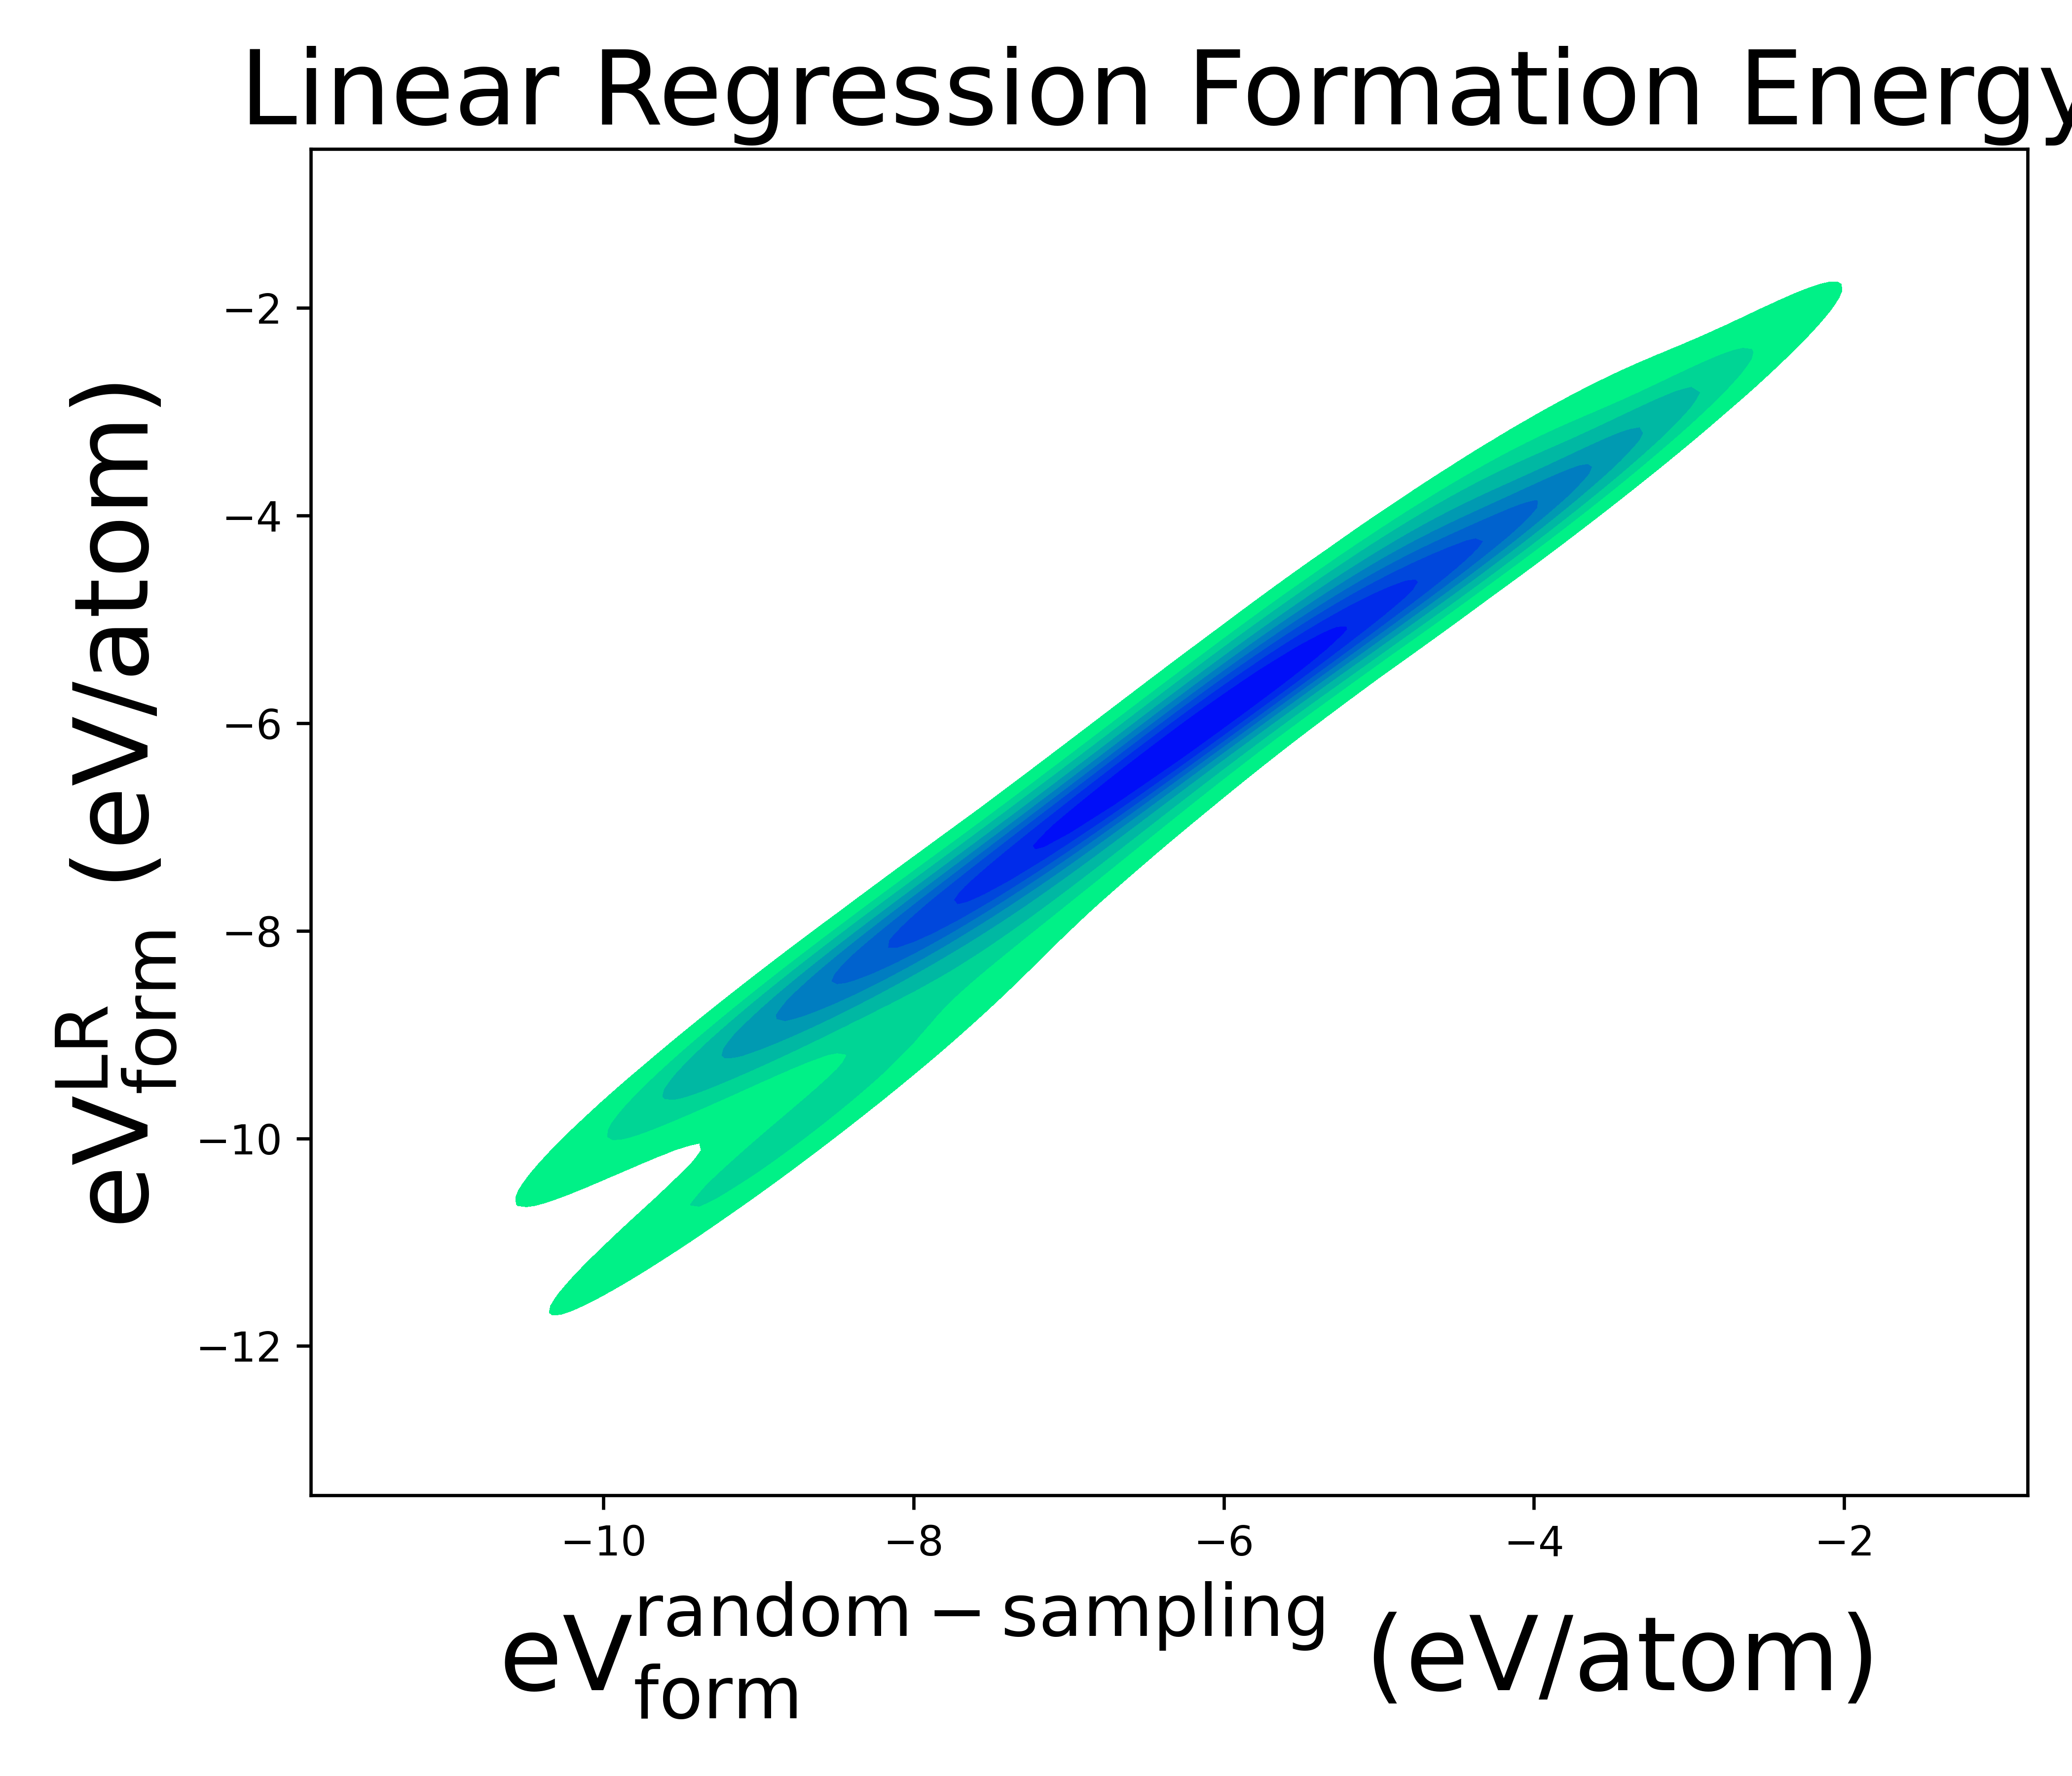 Linear Regression Formation Energy
eV^LR_form (eV/atom)
−2
−4
−6
−8
−10
−12
−10 −8 −6 −4 −2
eV^random−sampling_form (eV/atom)